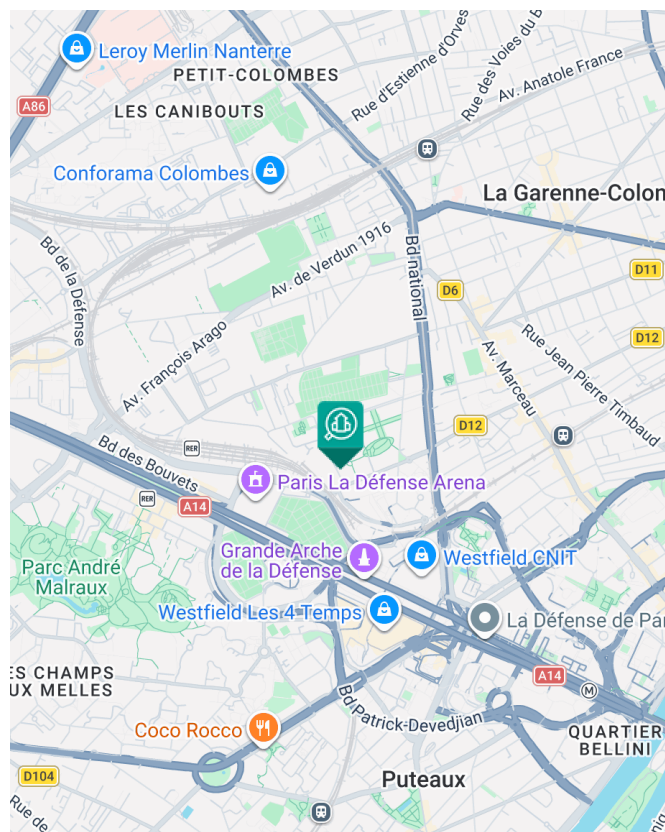 Leroy Merlin Nanterre
PETIT-COLOMBES
Rue d'Estienne d'Orves
Rue des Voies du B
Av. Anatole France
A86
LES CANIBOUTS
Conforama Colombes
La Garenne-Colom
Bd de la Défense
Av. de Verdun 1916
Bd national
D11
D6
Av. François Arago
D12
Rue Jean Pierre Timbaud
Av. Marceau
D12
Bd des Bouvets
RER
Paris La Défense Arena
RER
A14
Grande Arche
de la Défense
Westfield CNIT
Parc André
Malraux
Westfield Les 4 Temps
La Défense de Par
ES CHAMPS
UX MELLES
A14
M
Bd Patrick-Devedjian
Coco Rocco
QUARTIER
BELLINI
D104
Puteaux
Rue de